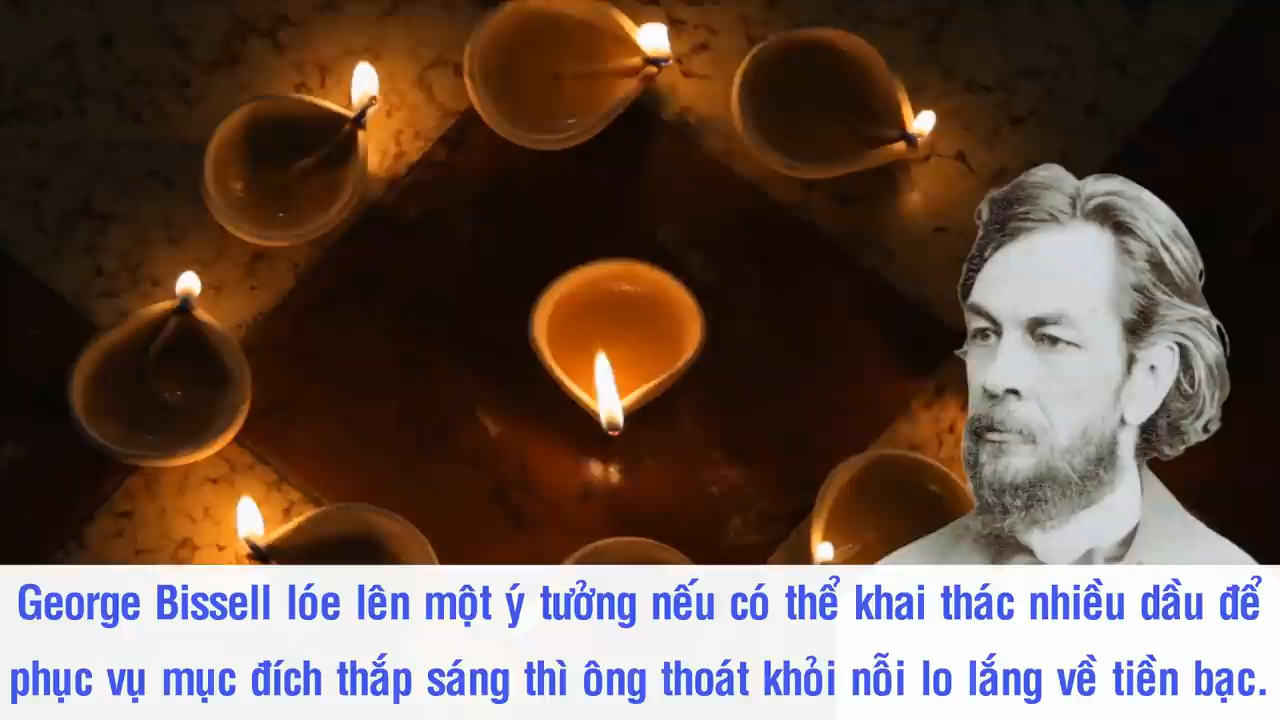 George Bissell lóe lên một ý tưởng nếu có thể khai thác nhiều dầu để
phục vụ mục đích thắp sáng thì ông thoát khỏi nỗi lo lắng về tiền bạc.